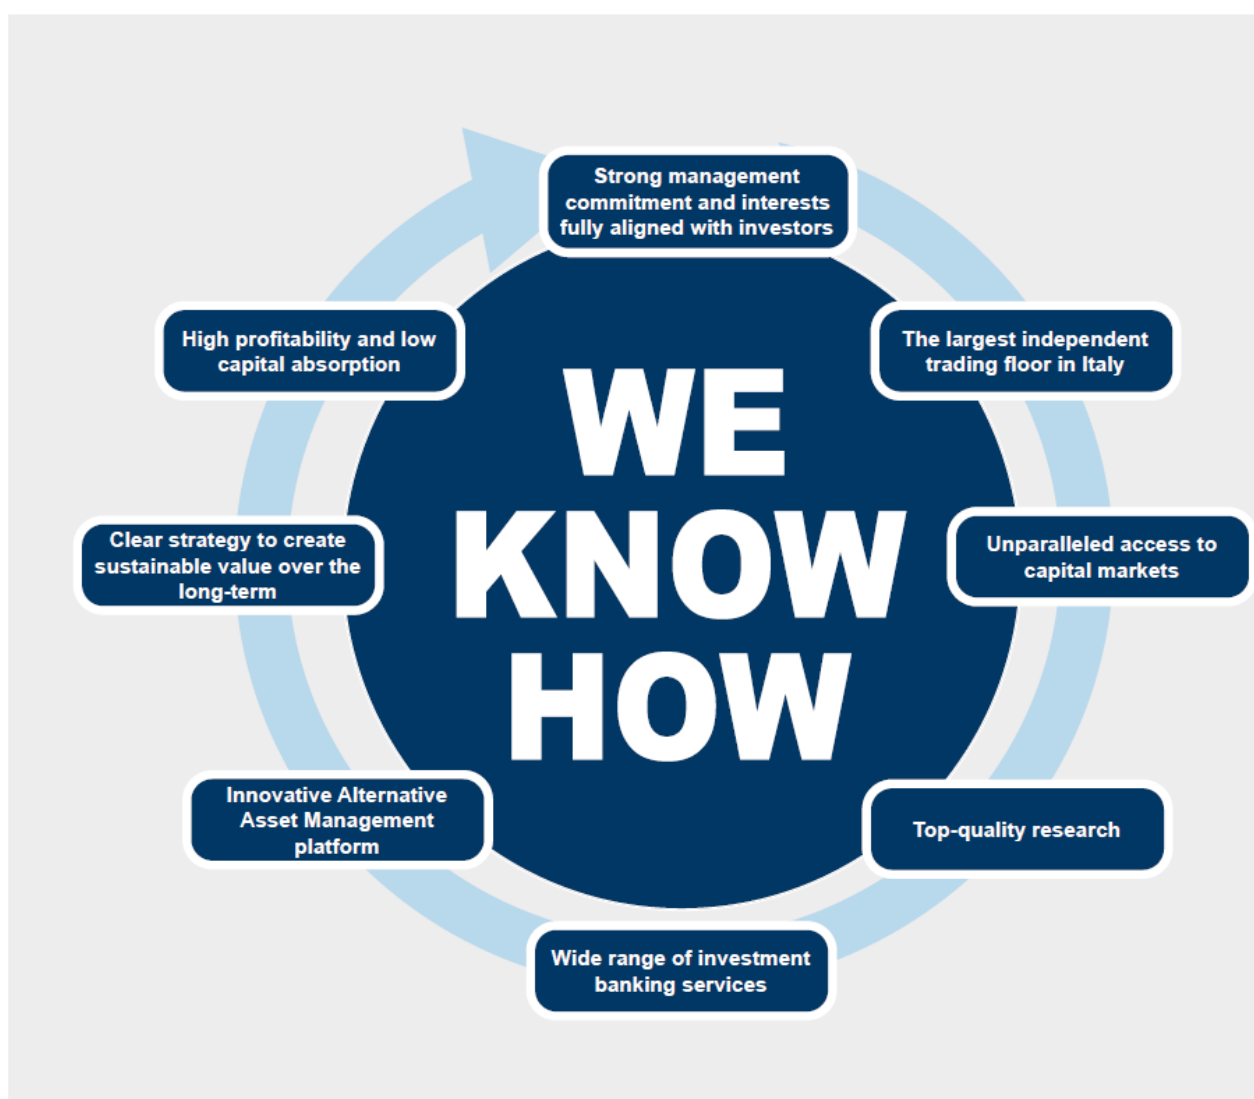 Strong management
commitment and interests
fully aligned with investors
The largest independent
trading floor in Italy
Unparalleled access to
capital markets
Top-quality research
Wide range of investment
banking services
Innovative Alternative
Asset Management
platform
Clear strategy to create
sustainable value over the
long-term
High profitability and low
capital absorption
WE
KNOW
HOW